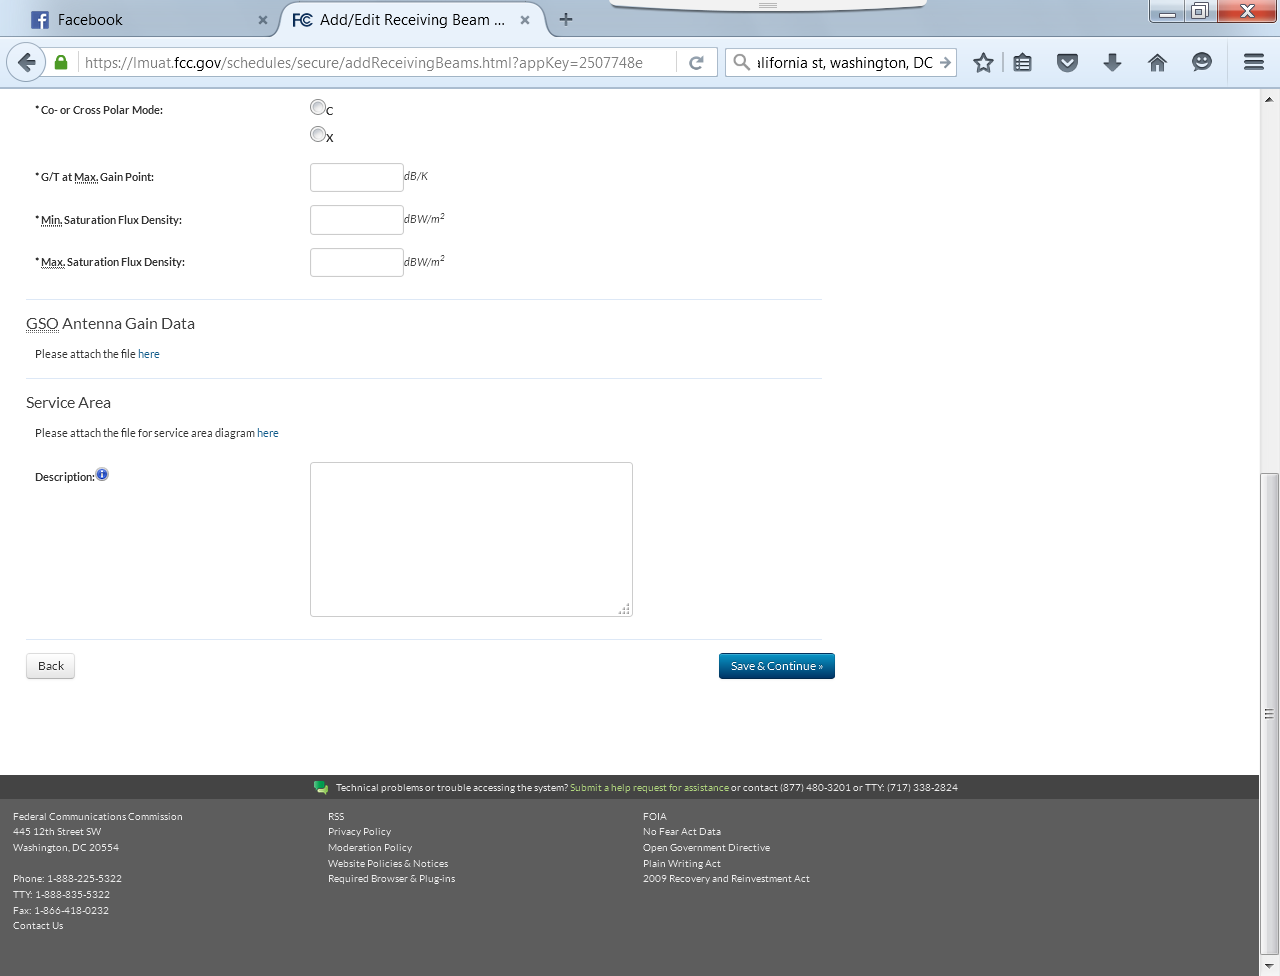 Facebook
FC Add/Edit Receiving Beam ...
https://lmuat.fcc.gov/schedules/secure/addReceivingBeams.html?appKey=2507748e
alifornia st, washington, DC
* Co- or Cross Polar Mode:
C
X
* G/T at Max. Gain Point:
dB/K
* Min. Saturation Flux Density:
dBW/m²
* Max. Saturation Flux Density:
dBW/m²
GSO Antenna Gain Data
Please attach the file here
Service Area
Please attach the file for service area diagram here
Description:
Back
Save & Continue »
Technical problems or trouble accessing the system? Submit a help request for assistance or contact (877) 480-3201 or TTY: (717) 338-2824
Federal Communications Commission
445 12th Street SW
Washington, DC 20554
Phone: 1-888-225-5322
TTY: 1-888-835-5322
Fax: 1-866-418-0232
Contact Us
RSS
Privacy Policy
Moderation Policy
Website Policies & Notices
Required Browser & Plug-ins
FOIA
No Fear Act Data
Open Government Directive
Plain Writing Act
2009 Recovery and Reinvestment Act